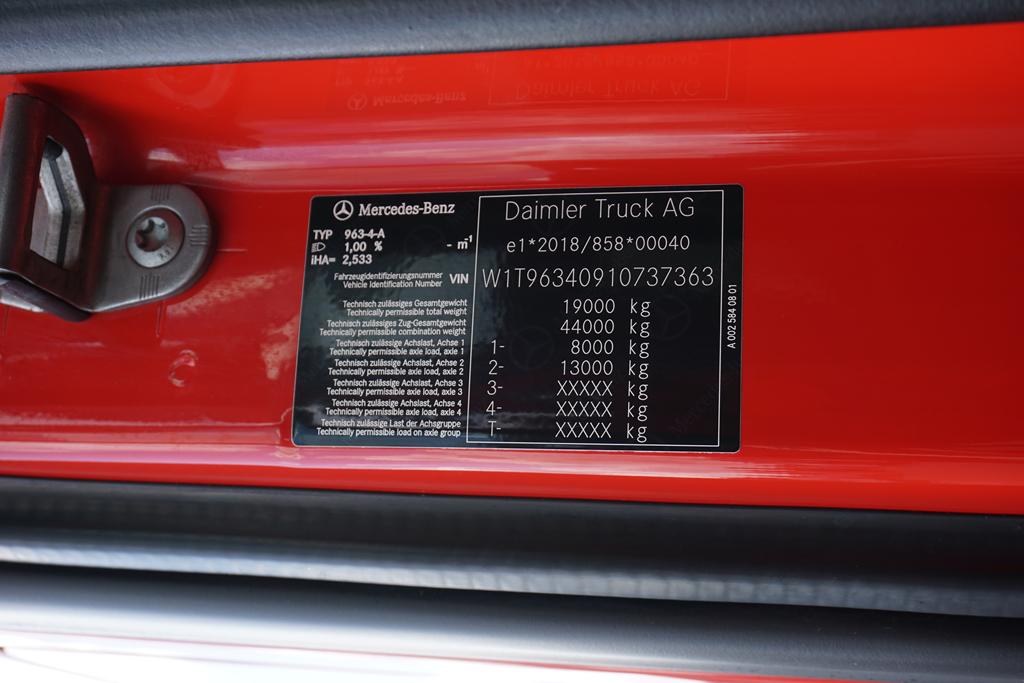 Mercedes-Benz
TYP 963-4-A
1,00 % - m⁻¹
iHA= 2,533
Fahrzeugidentifizierungsnummer
Vehicle Identification Number VIN
Technisch zulässiges Gesamtgewicht
Technically permissible total weight
Technisch zulässiges Zug-Gesamtgewicht
Technically permissible combination weight
Technisch zulässige Achslast, Achse 1
Technically permissible axle load, axle 1
Technisch zulässige Achslast, Achse 2
Technically permissible axle load, axle 2
Technisch zulässige Achslast, Achse 3
Technically permissible axle load, axle 3
Technisch zulässige Achslast, Achse 4
Technically permissible axle load, axle 4
Technisch zulässige Last der Achsgruppe
Technically permissible load on axle group
Daimler Truck AG
e1*2018/858*00040
W1T96340910737363
19000 kg
44000 kg
1- 8000 kg
2- 13000 kg
3- XXXXX kg
4- XXXXX kg
T- XXXXX kg
A 002 584 08 01